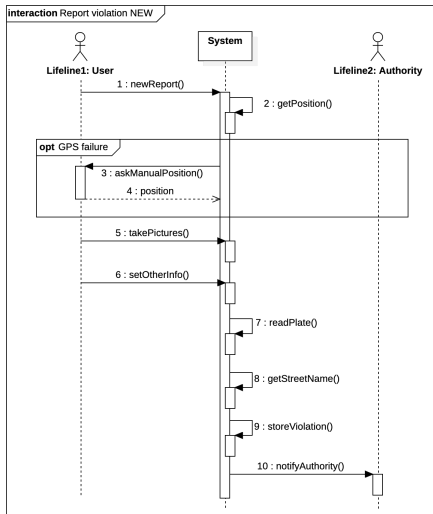 interaction Report violation NEW
System
Lifeline1: User
Lifeline2: Authority
1 : newReport()
2 : getPosition()
opt GPS failure
3 : askManualPosition()
4 : position
5 : takePictures()
6 : setOtherInfo()
7 : readPlate()
8 : getStreetName()
9 : storeViolation()
10 : notifyAuthority()